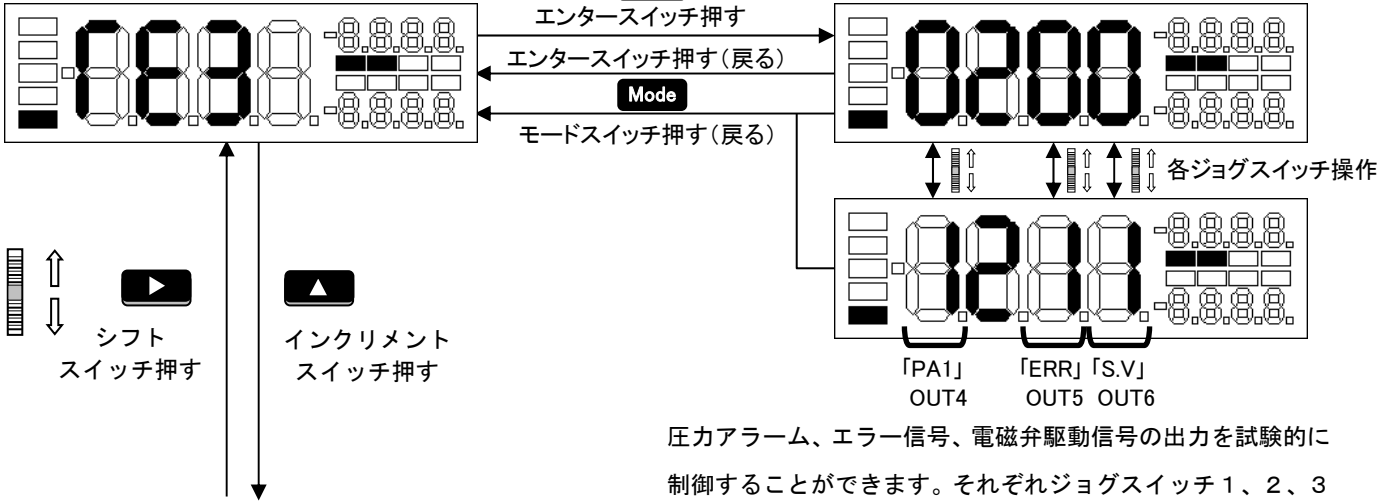 エンタースイッチ押す
エンタースイッチ押す(戻る)
Mode
モードスイッチ押す(戻る)
0200
各ジョグスイッチ操作
1211
シフト
スイッチ押す
インクリメント
スイッチ押す
「PA1」 「ERR」 「S.V」
OUT4 OUT5 OUT6
圧力アラーム、エラー信号、電磁弁駆動信号の出力を試験的に
制御することができます。それぞれジョグスイッチ１、２、３